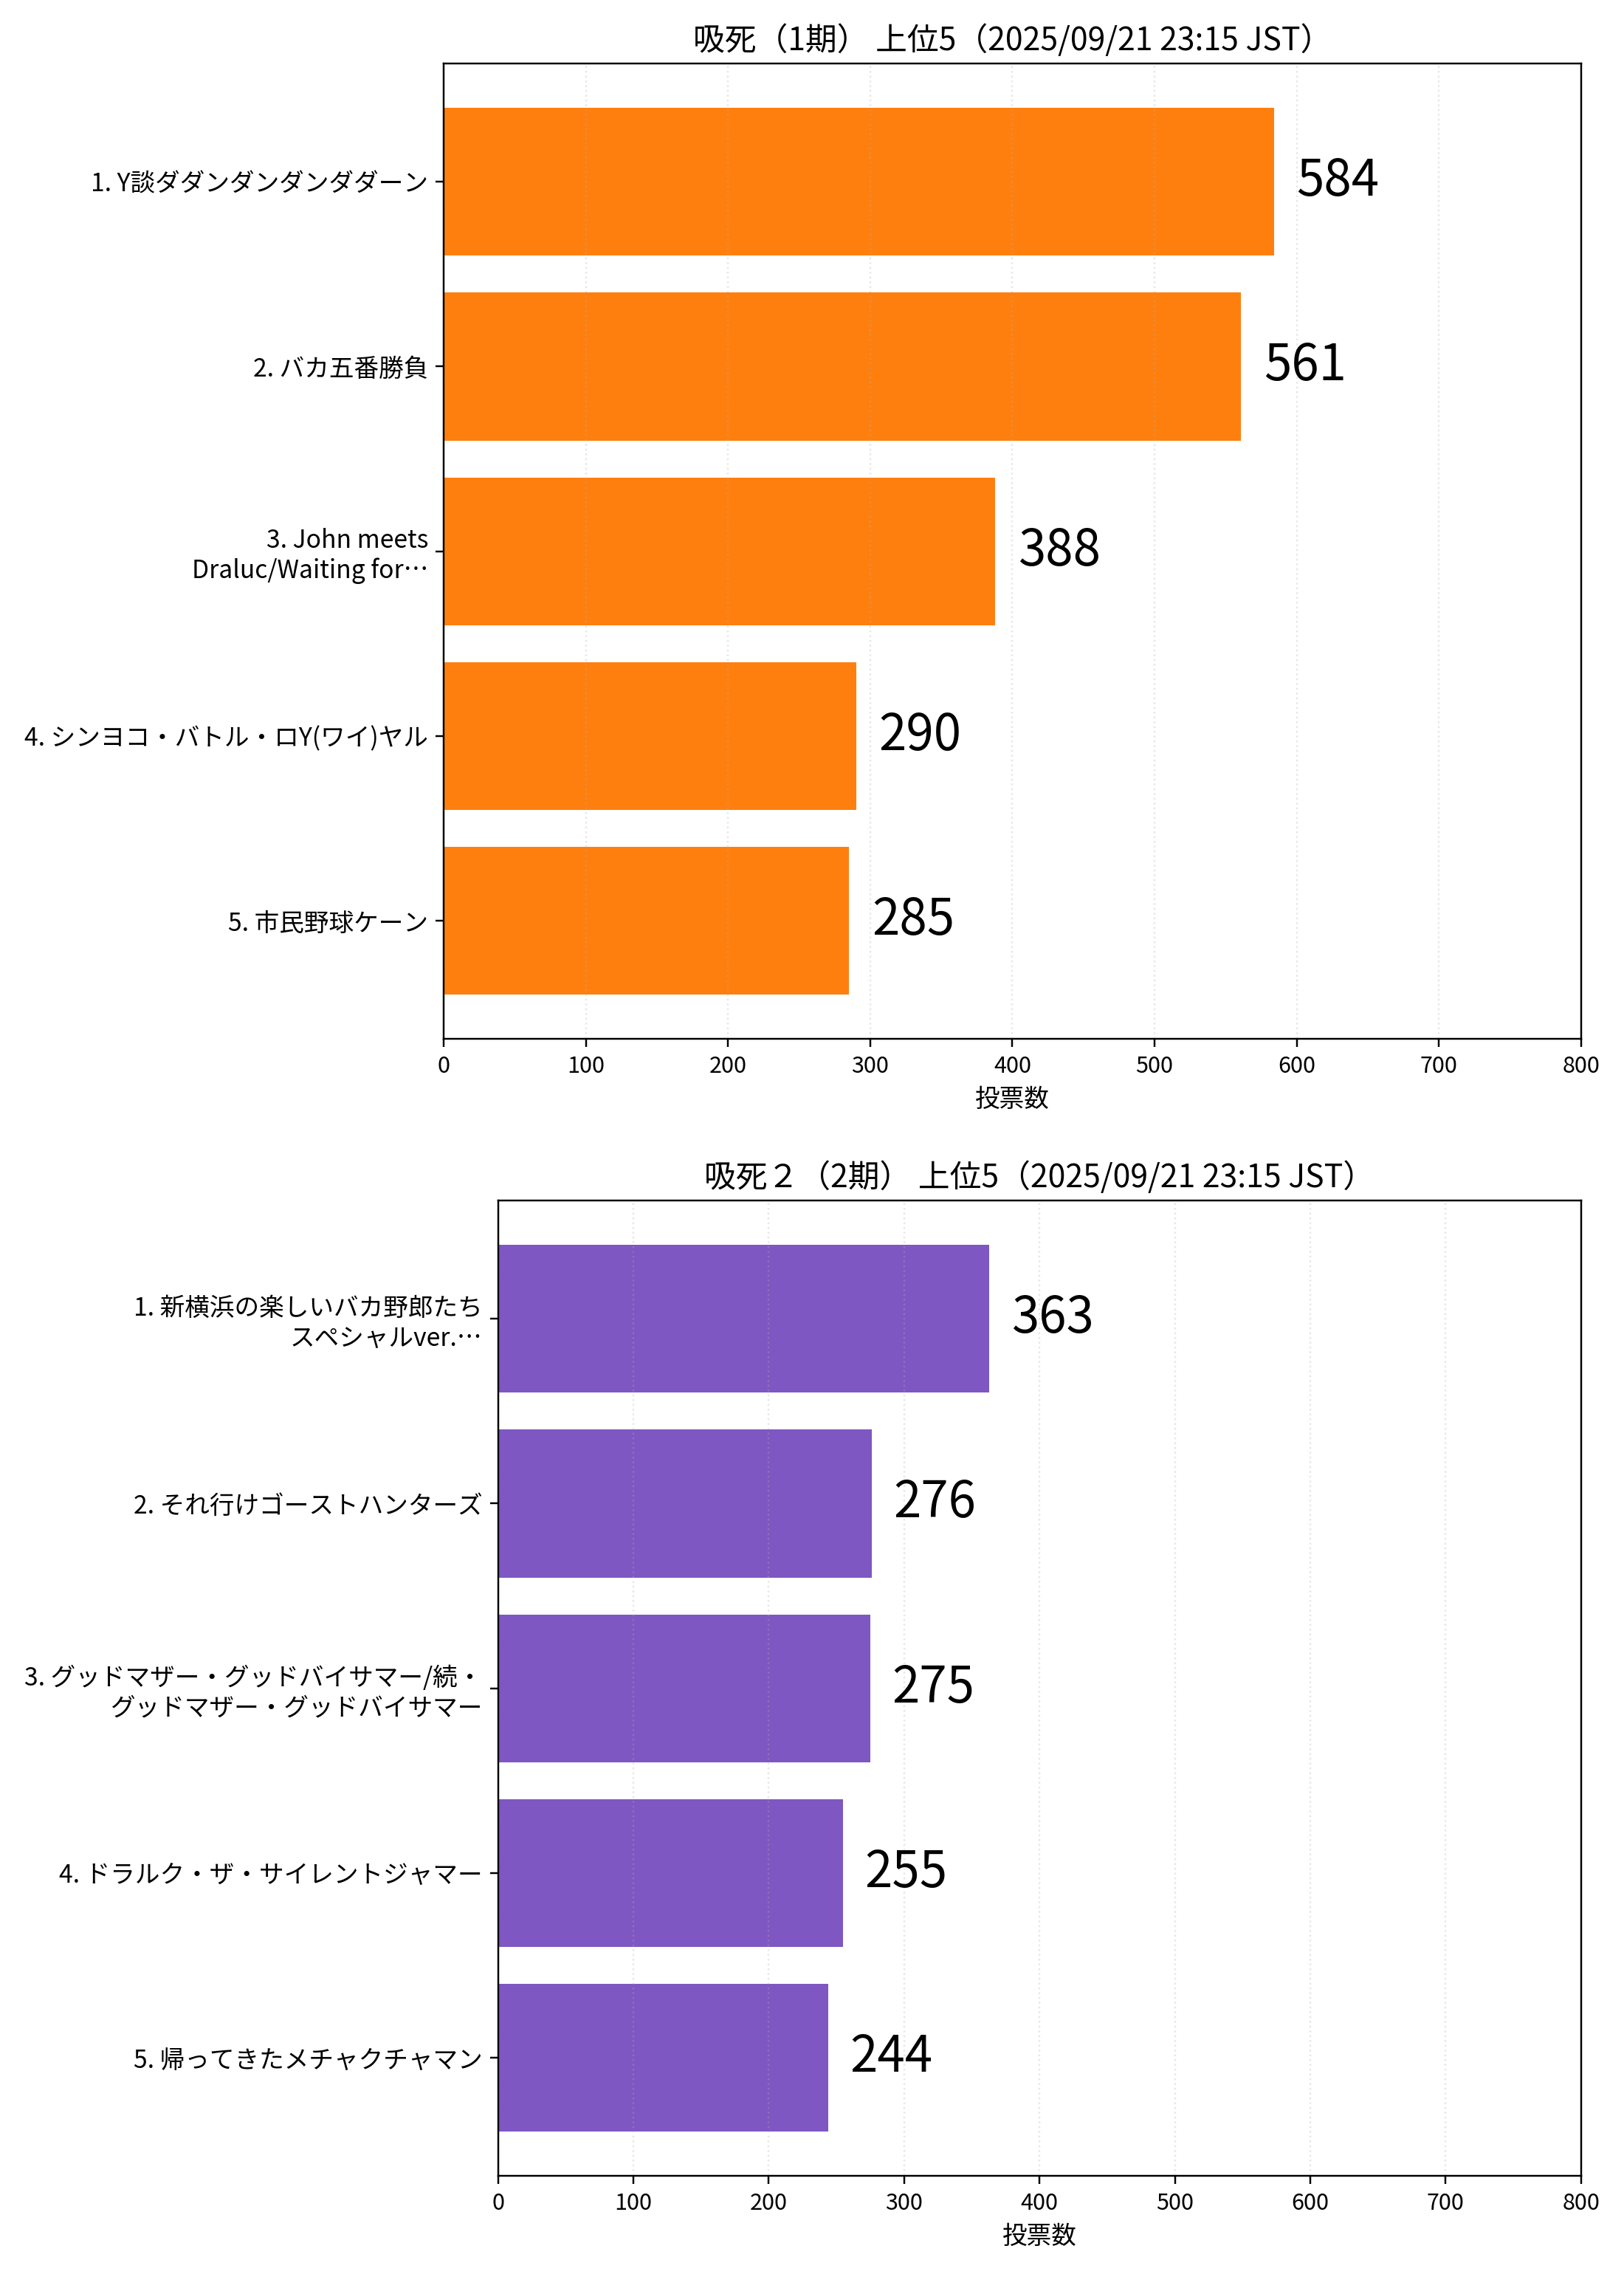 吸死（1期） 上位5（2025/09/21 23:15 JST）
1. Y談ダダンダンダンダダーン
584
2. バカ五番勝負
561
3. John meets
Draluc/Waiting for…
388
4. シンヨコ・バトル・ロY(ワイ)ヤル
290
5. 市民野球ケーン
285
0 100 200 300 400 500 600 700 800
投票数
吸死２（2期） 上位5（2025/09/21 23:15 JST）
1. 新横浜の楽しいバカ野郎たち
スペシャルver.…
363
2. それ行けゴーストハンターズ
276
3. グッドマザー・グッドバイサマー/続・
グッドマザー・グッドバイサマー
275
4. ドラルク・ザ・サイレントジャマー
255
5. 帰ってきたメチャクチャマン
244
0 100 200 300 400 500 600 700 800
投票数